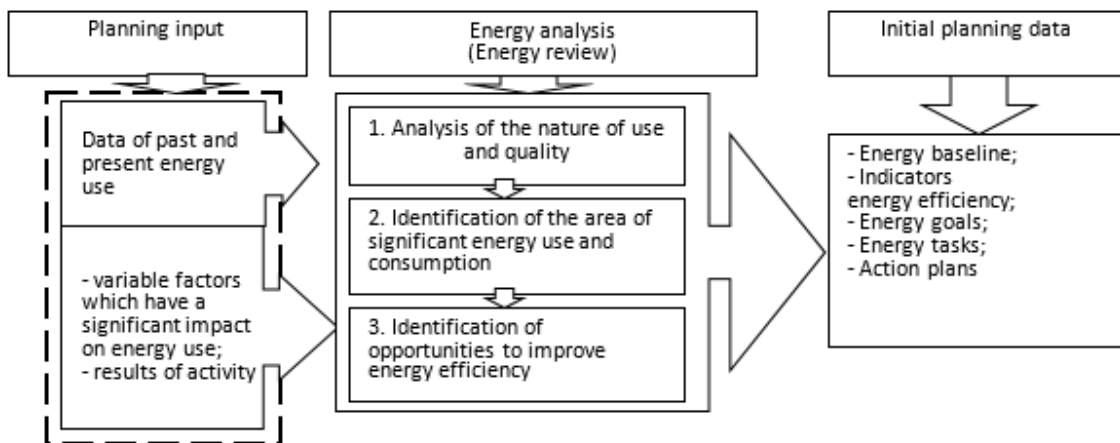 Planning input
Energy analysis
(Energy review)
Initial planning data
Data of past and
present energy
use
- variable factors
which have a
significant impact
on energy use;
- results of activity
1. Analysis of the nature of use
and quality
2. Identification of the area of
significant energy use and
consumption
3. Identification of
opportunities to improve
energy efficiency
- Energy baseline;
- Indicators
energy efficiency;
- Energy goals;
- Energy tasks;
- Action plans